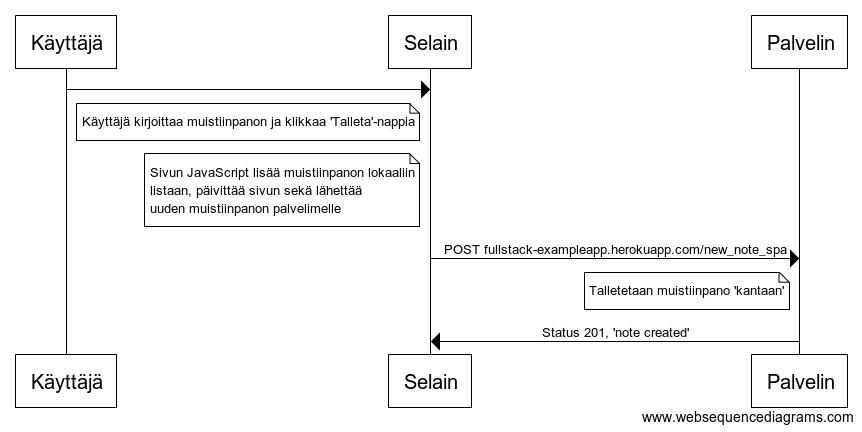 Käyttäjä
Selain
Palvelin
Käyttäjä kirjoittaa muistiinpanon ja klikkaa 'Talleta'-nappia
Sivun JavaScript lisää muistiinpanon lokaaliin
listaan, päivittää sivun sekä lähettää
uuden muistiinpanon palvelimelle
POST fullstack-exampleapp.herokuapp.com/new_note_spa
Talletetaan muistiinpano 'kantaan'
Status 201, 'note created'
Käyttäjä
Selain
Palvelin
www.websequencediagrams.com